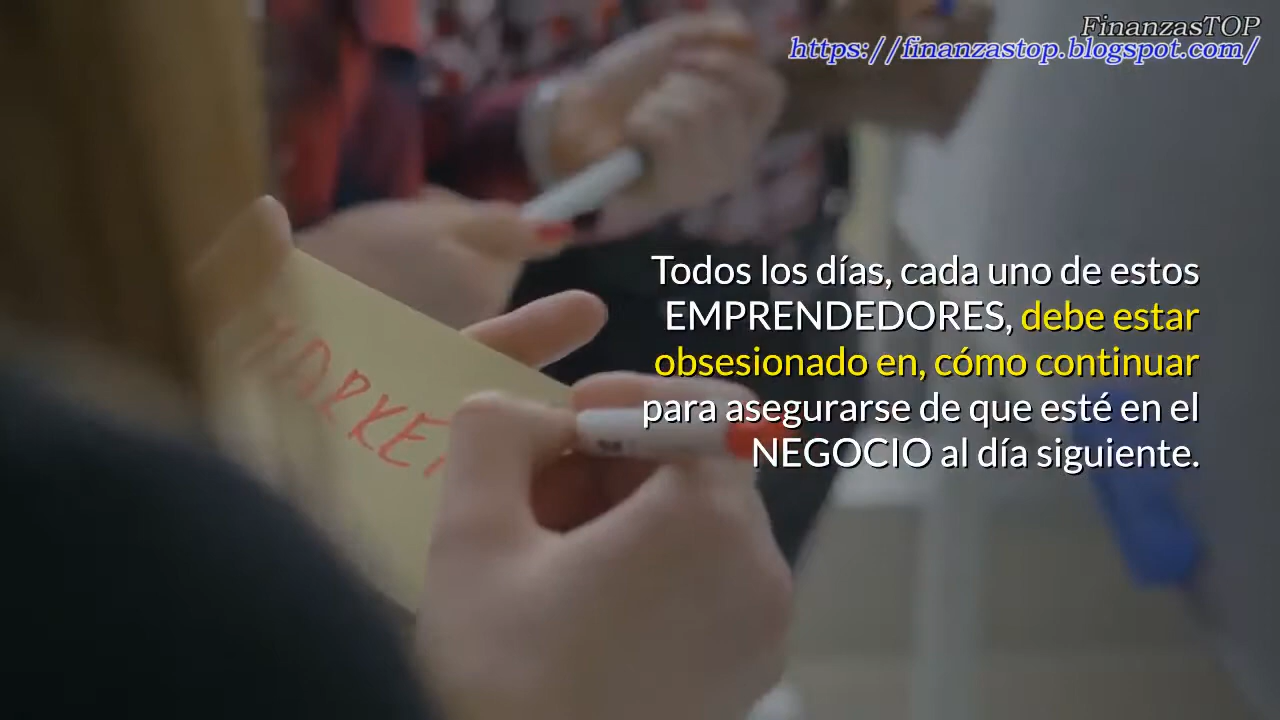 FinanzasTOP
https://finanzastop.blogspot.com/
Todos los días, cada uno de estos
EMPRENDEDORES, debe estar
obsesionado en, cómo continuar
para asegurarse de que esté en el
NEGOCIO al día siguiente.
MARKET